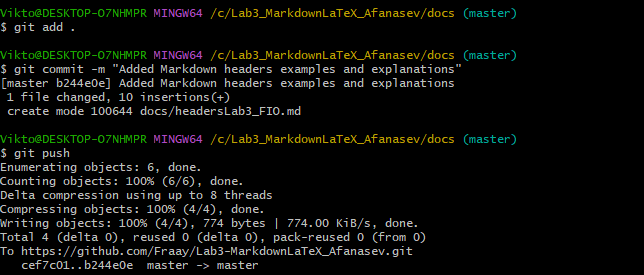 Vikto@DESKTOP-O7NHMPR MINGW64 /c/Lab3_MarkdownLaTeX_Afanasev/docs (master)
$ git add .
Vikto@DESKTOP-O7NHMPR MINGW64 /c/Lab3_MarkdownLaTeX_Afanasev/docs (master)
$ git commit -m "Added Markdown headers examples and explanations"
[master b244e0e] Added Markdown headers examples and explanations
 1 file changed, 10 insertions(+)
 create mode 100644 docs/headersLab3_FIO.md
Vikto@DESKTOP-O7NHMPR MINGW64 /c/Lab3_MarkdownLaTeX_Afanasev/docs (master)
$ git push
Enumerating objects: 6, done.
Counting objects: 100% (6/6), done.
Delta compression using up to 8 threads
Compressing objects: 100% (4/4), done.
Writing objects: 100% (4/4), 774 bytes | 774.00 KiB/s, done.
Total 4 (delta 0), reused 0 (delta 0), pack-reused 0 (from 0)
To https://github.com/Fraay/Lab3-MarkdownLaTeX_Afanasev.git
   cef7c01..b244e0e  master -> master